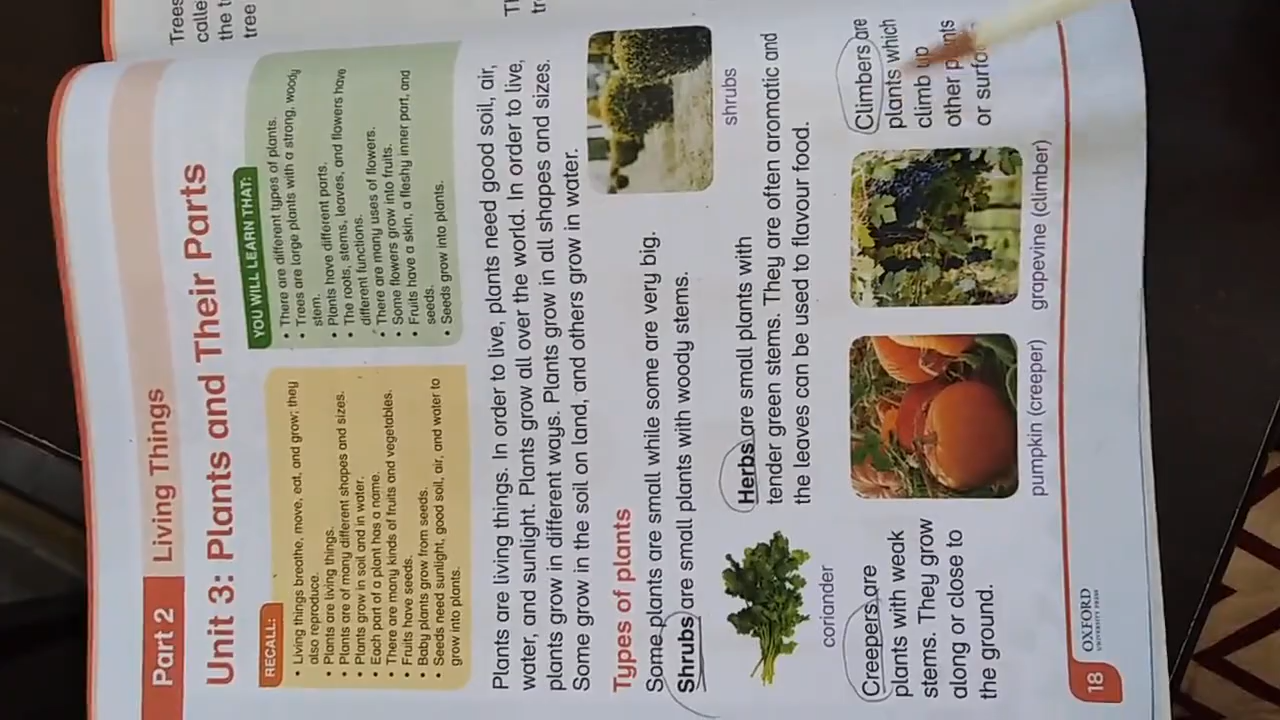 Part 2
Living Things
Unit 3: Plants and Their Parts
RECALL:
• Living things breathe, move, eat, and grow; they
also reproduce.
• Plants are living things.
• Plants are of many different shapes and sizes.
• Plants grow in soil and in water.
• Each part of a plant has a name.
• There are many kinds of fruits and vegetables.
• Fruits have seeds.
• Baby plants grow from seeds.
• Seeds need sunlight, good soil, air, and water to
grow into plants.
YOU WILL LEARN THAT:
• There are different types of plants.
• Trees are large plants with a strong, woody
stem.
• Plants have different parts.
• The roots, stems, leaves, and flowers have
different functions.
• There are many uses of flowers.
• Some flowers grow into fruits.
• Fruits have a skin, a fleshy inner part, and
seeds.
• Seeds grow into plants.
Plants are living things. In order to live, plants need good soil, air,
water, and sunlight. Plants grow all over the world. In order to live,
plants grow in different ways. Plants grow in all shapes and sizes.
Some grow in the soil on land, and others grow in water.
Types of plants
Some plants are small while some are very big.
Shrubs are small plants with woody stems.
shrubs
coriander
Herbs are small plants with
tender green stems. They are often aromatic and
the leaves can be used to flavour food.
Creepers are
plants with weak
stems. They grow
along or close to
the ground.
pumpkin (creeper)
grapevine (climber)
Climbers are
plants which
climb up
other plants
or
18
OXFORD
UNIVERSITY PRESS
Trees
the
tree